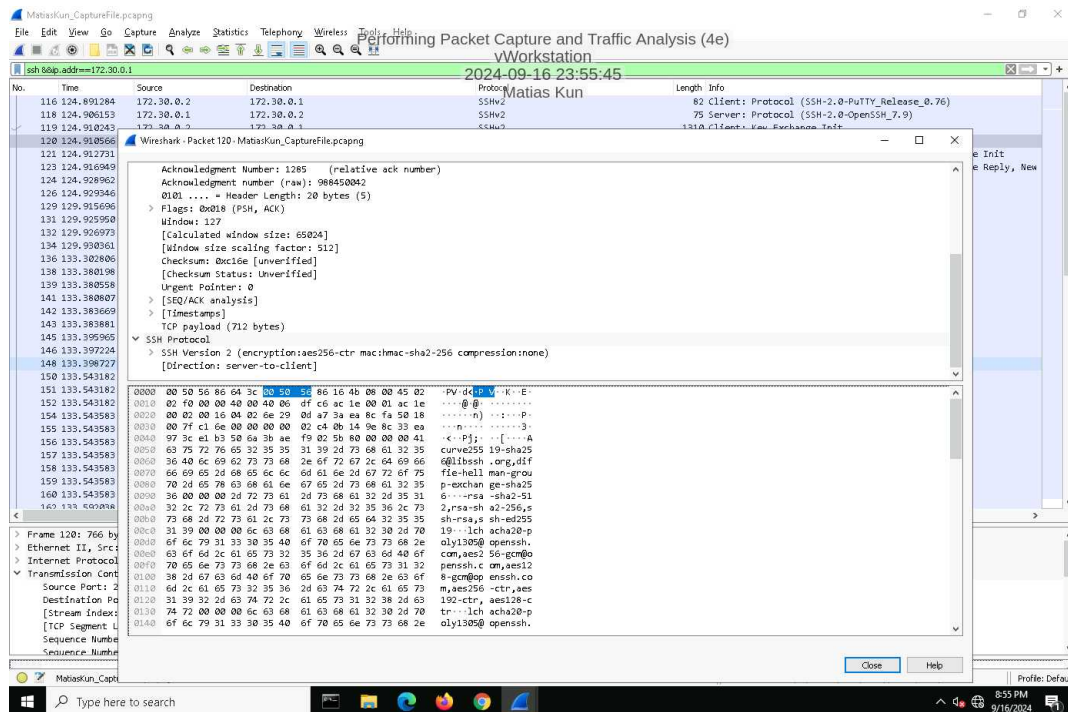 MatiasKun_CaptureFile.pcapng
File Edit View Go Capture Analyze Statistics Telephony Wireless Tools Help
Performing Packet Capture and Traffic Analysis (4e)
vWorkstation
2024-09-16 23:55:45
Matias Kun
ssh &&ip.addr==172.30.0.1
No. Time Source Destination Protocol Length Info
116 124.891284 172.30.0.2 172.30.0.1 SSHv2 82 Client: Protocol (SSH-2.0-PuTTY_Release_0.76)
118 124.906153 172.30.0.1 172.30.0.2 SSHv2 75 Server: Protocol (SSH-2.0-OpenSSH_7.9)
119 124.910243 172.30.0.2 172.30.0.1 SSHv2 1310 Client: Key Exchange Init
120 124.910566
121 124.912731 e Init
123 124.916949 e Reply, New
124 124.928962
126 124.929346
129 129.915696
131 129.925950
132 129.926973
134 129.930361
136 133.302806
138 133.380198
139 133.380558
141 133.380807
142 133.383669
143 133.383881
145 133.395965
146 133.397224
148 133.398727
150 133.543182
151 133.543182
152 133.543182
154 133.543583
155 133.543583
156 133.543583
157 133.543583
158 133.543583
159 133.543583
160 133.543583
162 133.592038
Wireshark · Packet 120 · MatiasKun_CaptureFile.pcapng
Acknowledgment Number: 1285 (relative ack number)
Acknowledgment number (raw): 988450042
0101 .... = Header Length: 20 bytes (5)
Flags: 0x018 (PSH, ACK)
Window: 127
[Calculated window size: 65024]
[Window size scaling factor: 512]
Checksum: 0xc16e [unverified]
[Checksum Status: Unverified]
Urgent Pointer: 0
[SEQ/ACK analysis]
[Timestamps]
TCP payload (712 bytes)
SSH Protocol
SSH Version 2 (encryption:aes256-ctr mac:hmac-sha2-256 compression:none)
[Direction: server-to-client]
0000 00 50 56 86 64 3c 00 50 56 86 16 4b 08 00 45 02 ·PV·d<·P V··K··E·
0010 02 f0 00 00 40 00 40 06 df c6 ac 1e 00 01 ac 1e ····@·@· ········
0020 00 02 00 16 04 02 6e 29 0d a7 3a ea 8c fa 50 18 ······n) ··:···P·
0030 00 7f c1 6e 00 00 00 00 02 c4 0b 14 9e 8c 33 ea ···n···· ······3·
0040 97 3c e1 b3 50 6a 3b ae f9 02 5b 80 00 00 00 41 ·<··Pj;· ··[····A
0050 63 75 72 76 65 32 35 35 31 39 2d 73 68 61 32 35 curve255 19-sha25
0060 36 40 6c 69 62 73 73 68 2e 6f 72 67 2c 64 69 66 6@libssh .org,dif
0070 66 69 65 2d 68 65 6c 6c 6d 61 6e 2d 67 72 6f 75 fie-hell man-grou
0080 70 2d 65 78 63 68 61 6e 67 65 2d 73 68 61 32 35 p-exchan ge-sha25
0090 36 00 00 00 2d 72 73 61 2d 73 68 61 32 2d 35 31 6···-rsa -sha2-51
00a0 32 2c 72 73 61 2d 73 68 61 32 2d 32 35 36 2c 73 2,rsa-sh a2-256,s
00b0 73 68 2d 72 73 61 2c 73 73 68 2d 65 64 32 35 35 sh-rsa,s sh-ed255
00c0 31 39 00 00 00 6c 63 68 61 63 68 61 32 30 2d 70 19···lch acha20-p
00d0 6f 6c 79 31 33 30 35 40 6f 70 65 6e 73 73 68 2e oly1305@ openssh.
00e0 63 6f 6d 2c 61 65 73 32 35 36 2d 67 63 6d 40 6f com,aes2 56-gcm@o
00f0 70 65 6e 73 73 68 2e 63 6f 6d 2c 61 65 73 31 32 penssh.c om,aes12
0100 38 2d 67 63 6d 40 6f 70 65 6e 73 73 68 2e 63 6f 8-gcm@op enssh.co
0110 6d 2c 61 65 73 32 35 36 2d 63 74 72 2c 61 65 73 m,aes256 -ctr,aes
0120 31 39 32 2d 63 74 72 2c 61 65 73 31 32 38 2d 63 192-ctr, aes128-c
0130 74 72 00 00 00 6c 63 68 61 63 68 61 32 30 2d 70 tr···lch acha20-p
0140 6f 6c 79 31 33 30 35 40 6f 70 65 6e 73 73 68 2e oly1305@ openssh.
Frame 120: 766 by
Ethernet II, Src:
Internet Protocol
Transmission Cont
Source Port: 2
Destination Po
[Stream index:
[TCP Segment L
Sequence Numbe
Sequence Numbe
Close Help
MatiasKun_Capt Profile: Defau
Type here to search
8:55 PM
9/16/2024